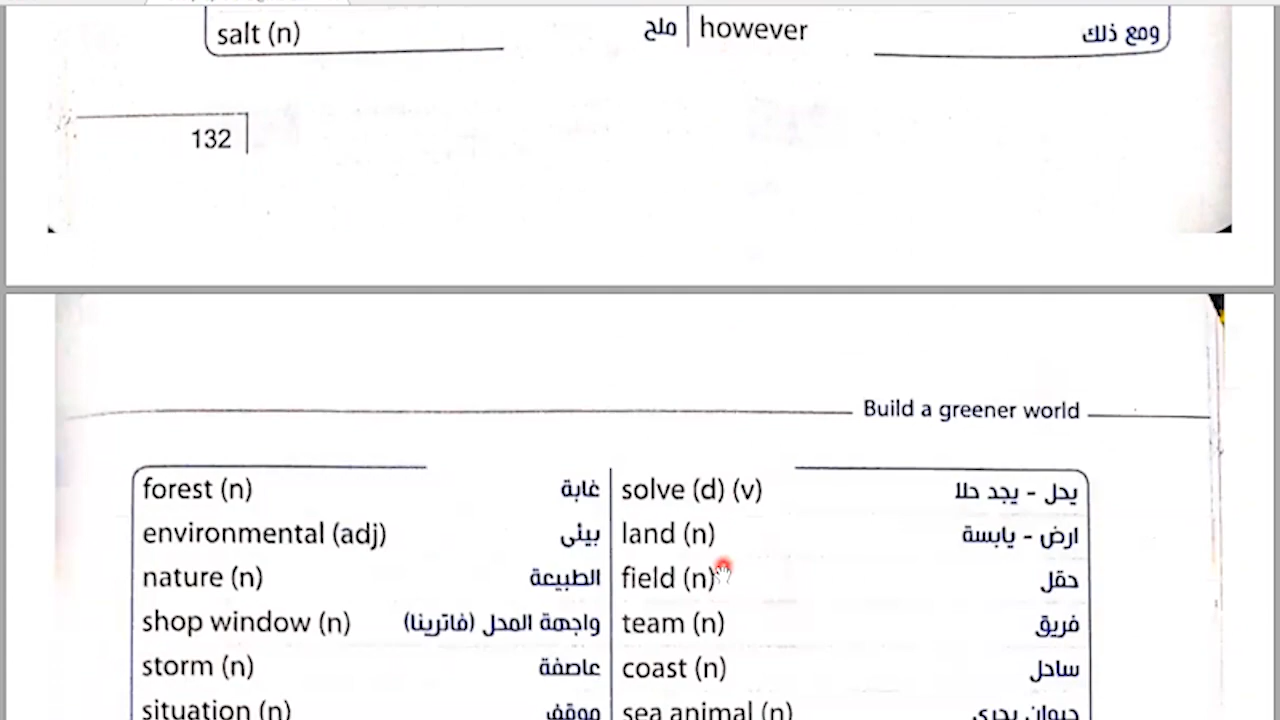 salt (n) ملح however ومع ذلك
132
Build a greener world
forest (n) غابة solve (d) (v) يحل - يجد حلا
environmental (adj) بيئى land (n) ارض - يابسة
nature (n) الطبيعة field (n) حقل
shop window (n) واجهة المحل (فاترينا) team (n) فريق
storm (n) عاصفة coast (n) ساحل
situation (n) موقف sea animal (n) حيوان بحرى